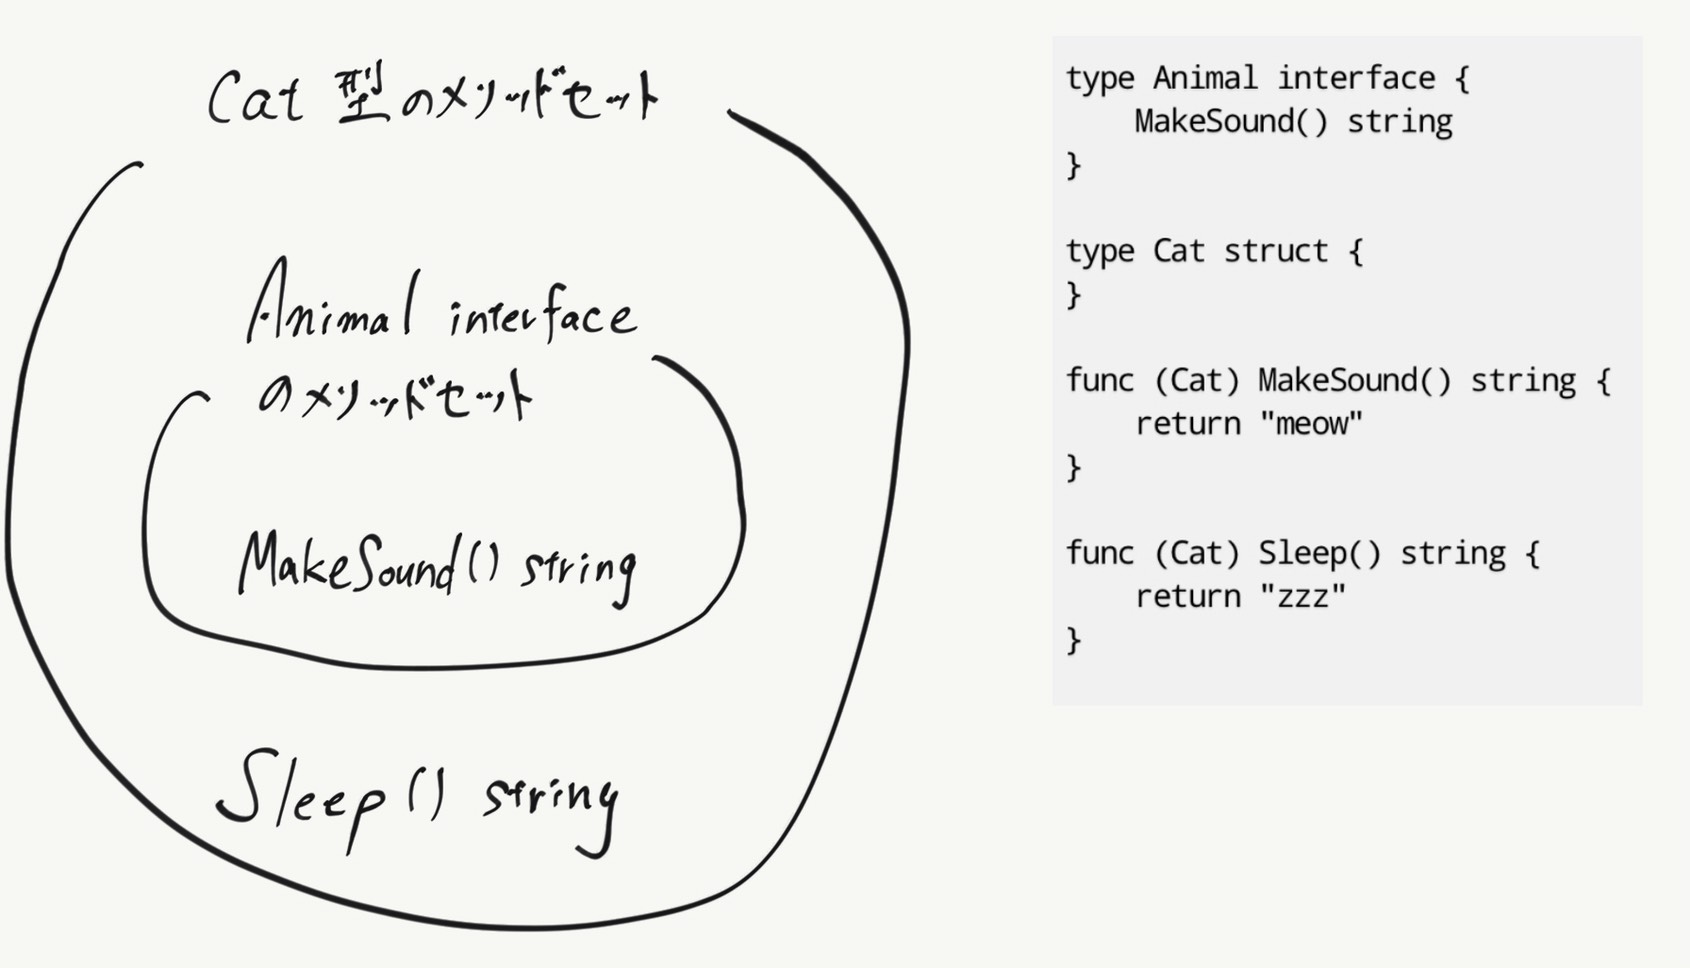 Cat 型のメソッドセット
Animal interface
のメソッドセット
MakeSound() string
Sleep() string
type Animal interface {
    MakeSound() string
}

type Cat struct {
}

func (Cat) MakeSound() string {
    return "meow"
}

func (Cat) Sleep() string {
    return "zzz"
}